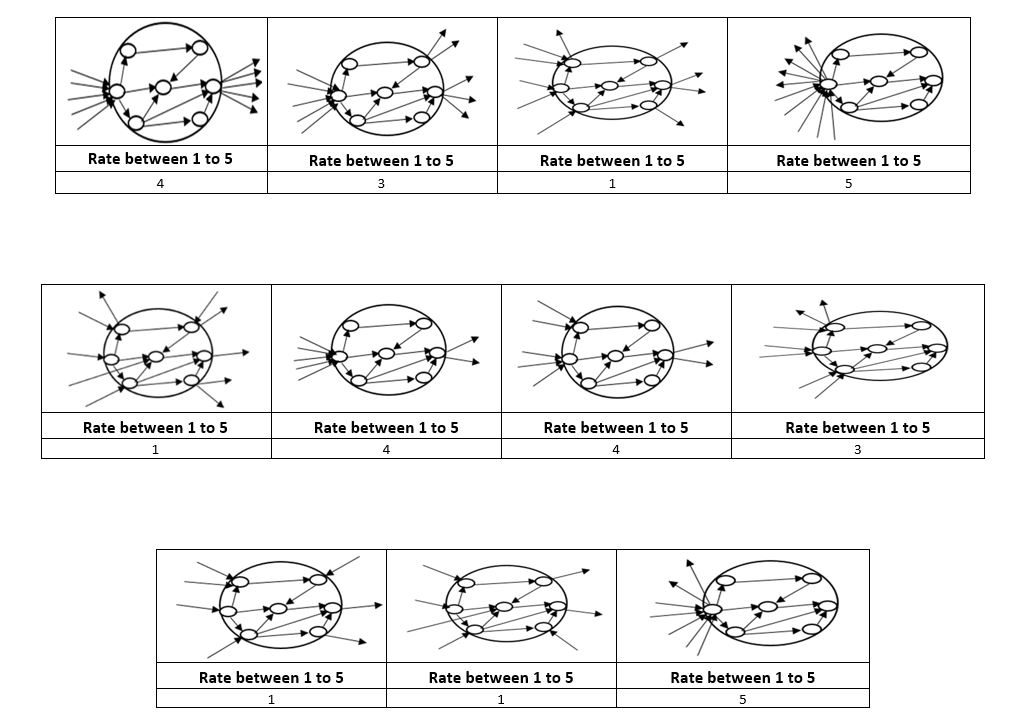 Rate between 1 to 5 Rate between 1 to 5 Rate between 1 to 5 Rate between 1 to 5
4 3 1 5
Rate between 1 to 5 Rate between 1 to 5 Rate between 1 to 5 Rate between 1 to 5
1 4 4 3
Rate between 1 to 5 Rate between 1 to 5 Rate between 1 to 5
1 1 5